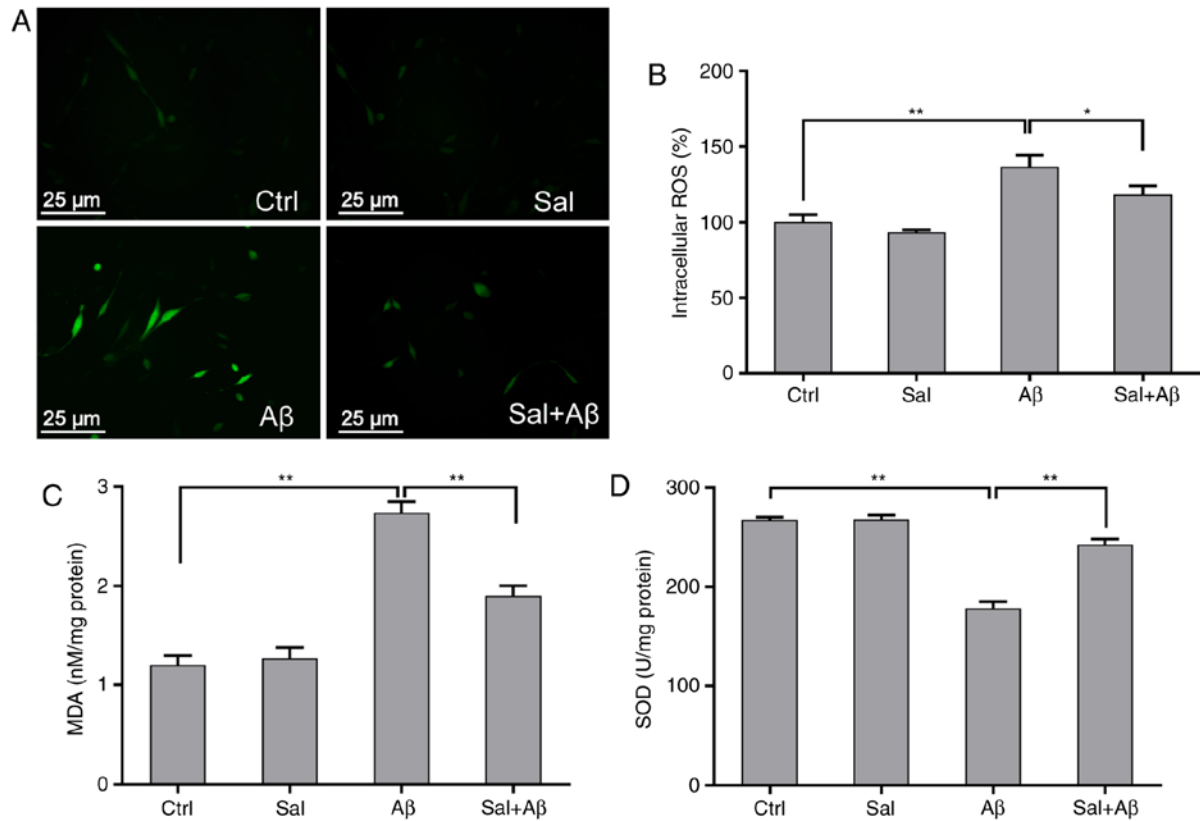 A
Ctrl
25 µm
Sal
25 µm
Aβ
25 µm
Sal+Aβ
25 µm
B
Intracellular ROS (%)
200
150
100
50
0
**
*
Ctrl
Sal
Aβ
Sal+Aβ
C
MDA (nM/mg protein)
3
2
1
0
**
**
Ctrl
Sal
Aβ
Sal+Aβ
D
SOD (U/mg protein)
300
200
100
0
**
**
Ctrl
Sal
Aβ
Sal+Aβ